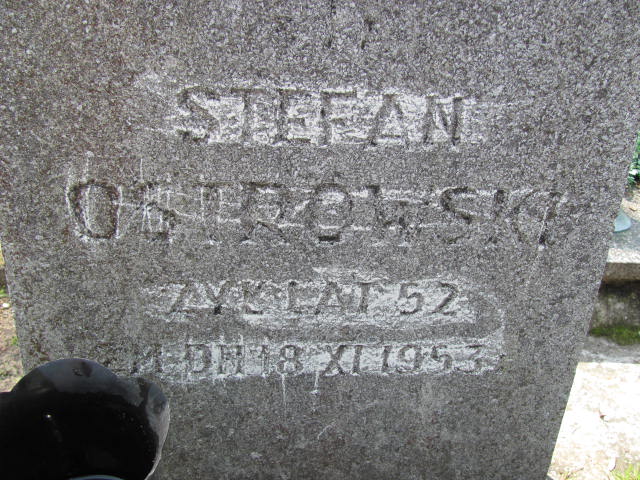 STEFAN
OSTROWSKI
ŻYŁ LAT 52
M. DN 18 XI 1953